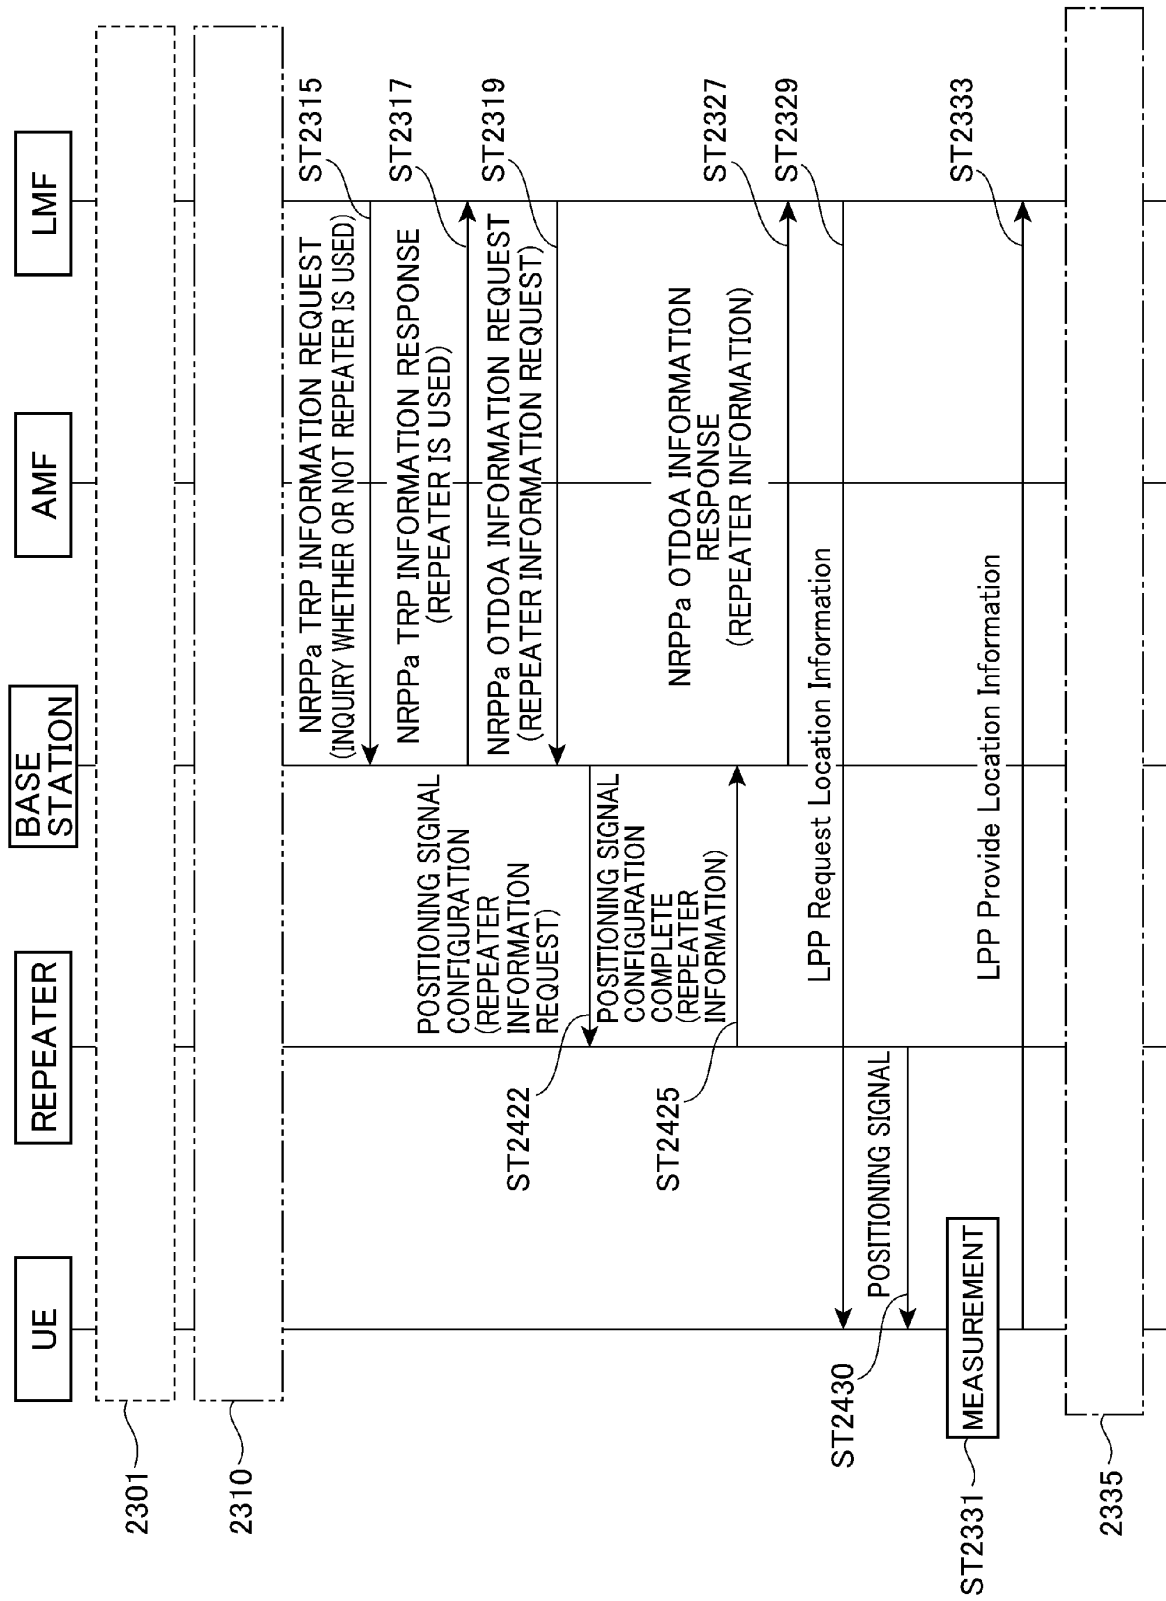 UE
REPEATER
BASE
STATION
AMF
LMF
2301
2310
NRPPa TRP INFORMATION REQUEST
(INQUIRY WHETHER OR NOT REPEATER IS USED)
ST2315
NRPPa TRP INFORMATION RESPONSE
(REPEATER IS USED)
ST2317
NRPPa OTDOA INFORMATION REQUEST
(REPEATER INFORMATION REQUEST)
ST2319
POSITIONING SIGNAL
CONFIGURATION
(REPEATER
INFORMATION
REQUEST)
ST2422
POSITIONING SIGNAL
CONFIGURATION
COMPLETE
(REPEATER
INFORMATION)
ST2425
NRPPa OTDOA INFORMATION
RESPONSE
(REPEATER INFORMATION)
ST2327
LPP Request Location Information
ST2329
POSITIONING SIGNAL
ST2430
MEASUREMENT
ST2331
LPP Provide Location Information
ST2333
2335